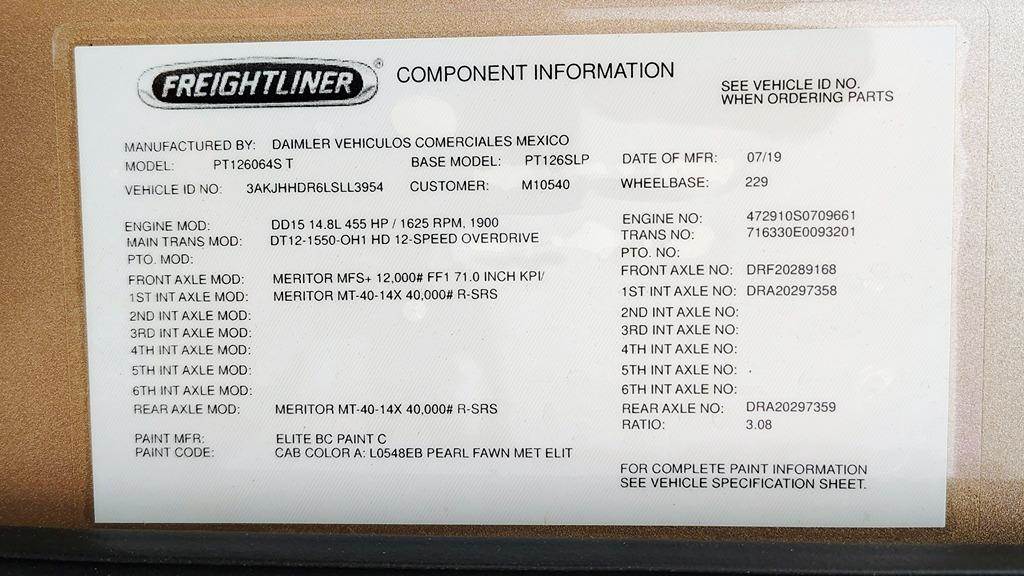 FREIGHTLINER® COMPONENT INFORMATION
SEE VEHICLE ID NO.
WHEN ORDERING PARTS
MANUFACTURED BY: DAIMLER VEHICULOS COMERCIALES MEXICO
MODEL: PT126064S T BASE MODEL: PT126SLP DATE OF MFR: 07/19
VEHICLE ID NO: 3AKJHHDR6LSLL3954 CUSTOMER: M10540 WHEELBASE: 229
ENGINE MOD: DD15 14.8L 455 HP / 1625 RPM, 1900 ENGINE NO: 472910S0709661
MAIN TRANS MOD: DT12-1550-OH1 HD 12-SPEED OVERDRIVE TRANS NO: 716330E0093201
PTO. MOD: PTO. NO:
FRONT AXLE MOD: MERITOR MFS+ 12,000# FF1 71.0 INCH KPI/ FRONT AXLE NO: DRF20289168
1ST INT AXLE MOD: MERITOR MT-40-14X 40,000# R-SRS 1ST INT AXLE NO: DRA20297358
2ND INT AXLE MOD: 2ND INT AXLE NO:
3RD INT AXLE MOD: 3RD INT AXLE NO:
4TH INT AXLE MOD: 4TH INT AXLE NO:
5TH INT AXLE MOD: 5TH INT AXLE NO:
6TH INT AXLE MOD: 6TH INT AXLE NO:
REAR AXLE MOD: MERITOR MT-40-14X 40,000# R-SRS REAR AXLE NO: DRA20297359
RATIO: 3.08
PAINT MFR: ELITE BC PAINT C
PAINT CODE: CAB COLOR A: L0548EB PEARL FAWN MET ELIT
FOR COMPLETE PAINT INFORMATION
SEE VEHICLE SPECIFICATION SHEET.